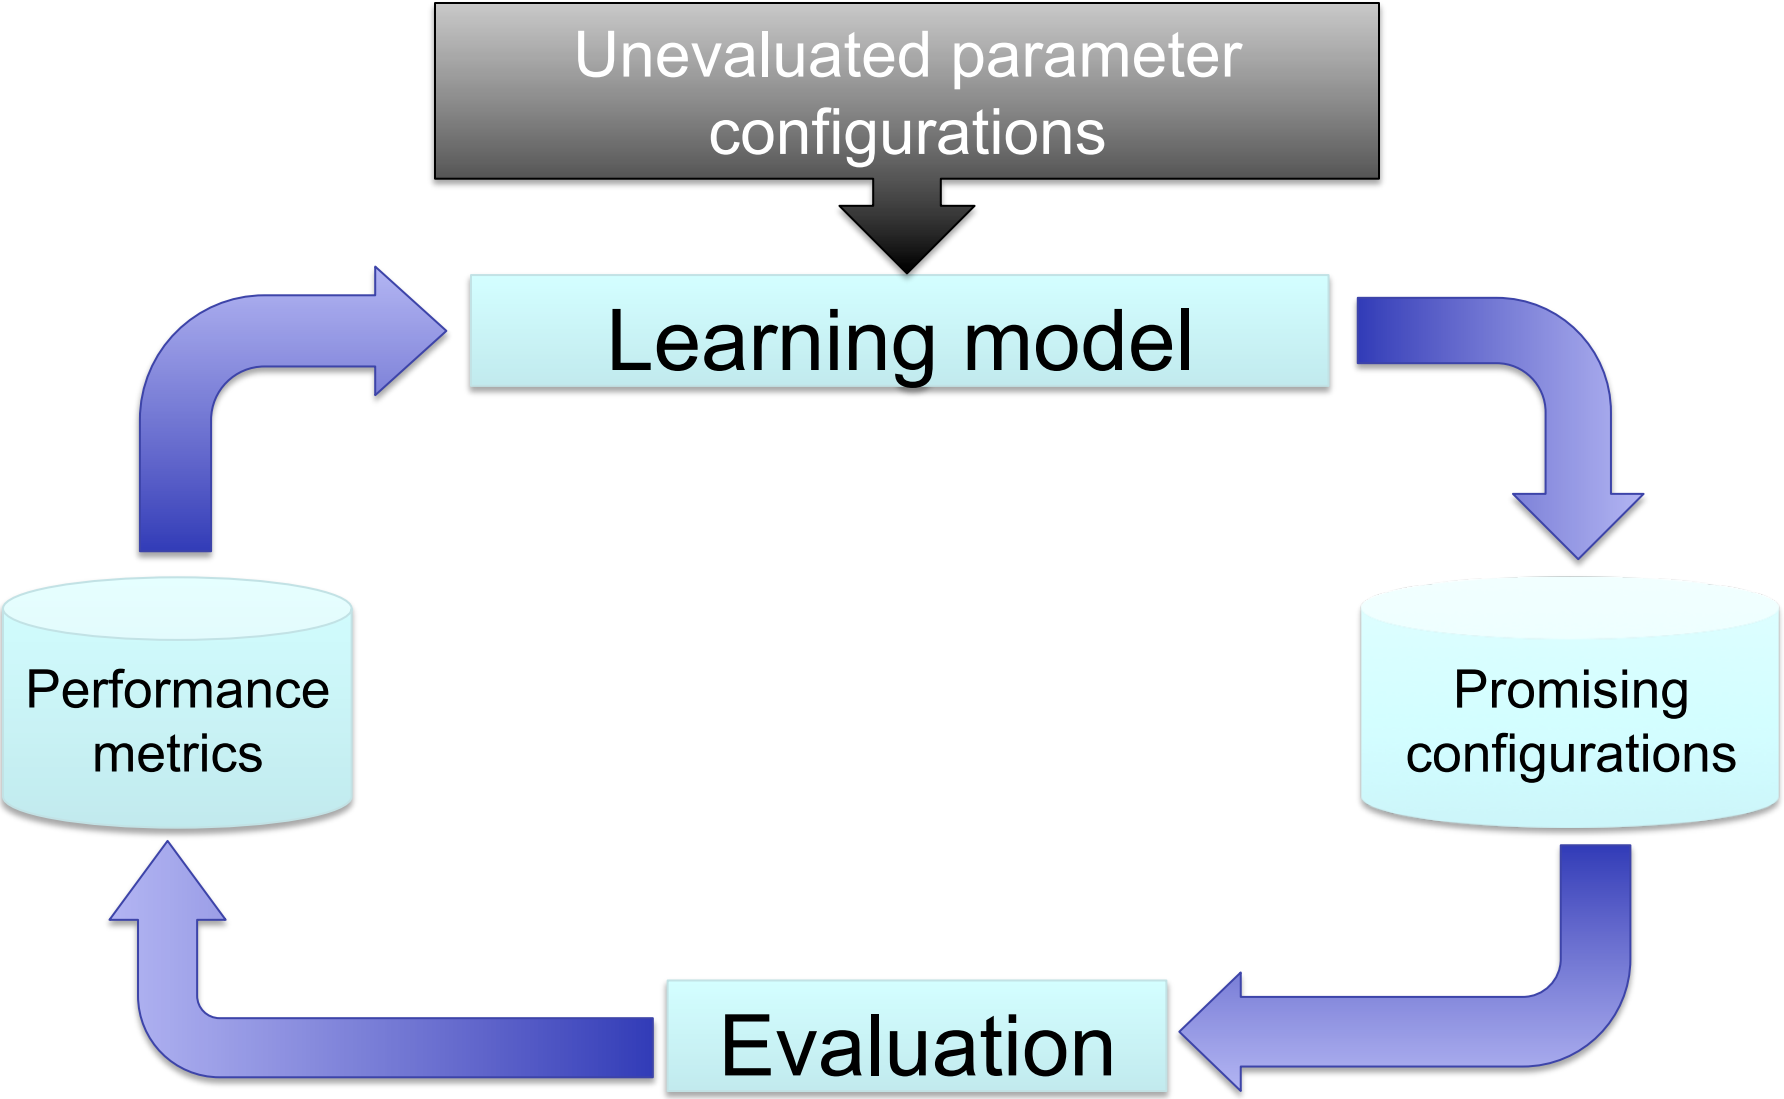 Unevaluated parameter
configurations
Learning model
Performance
metrics
Promising
configurations
Evaluation